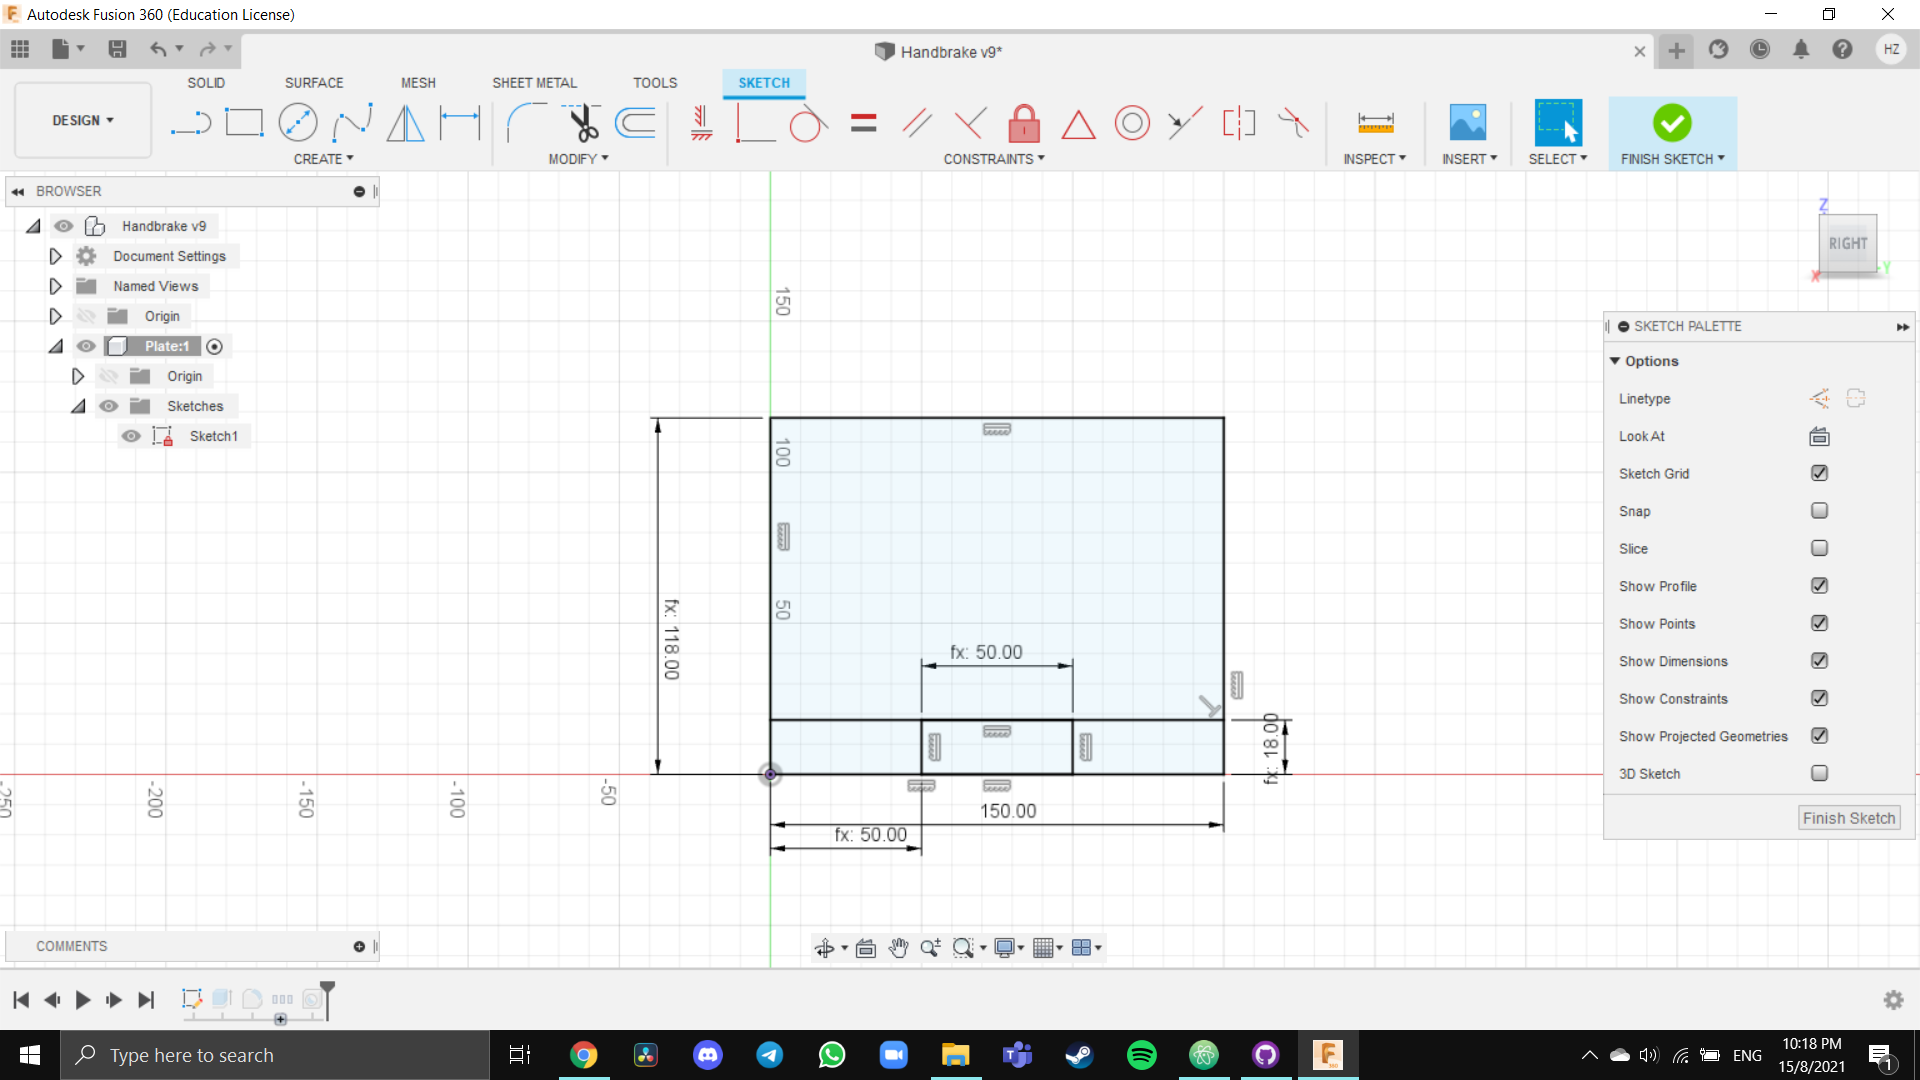 Autodesk Fusion 360 (Education License)
Handbrake v9*
HZ
SOLID
SURFACE
MESH
SHEET METAL
TOOLS
SKETCH
DESIGN
CREATE
MODIFY
CONSTRAINTS
INSPECT
INSERT
SELECT
FINISH SKETCH
BROWSER
Handbrake v9
Document Settings
Named Views
Origin
Plate:1
Origin
Sketches
Sketch1
Z
RIGHT
X
Y
150
100
50
fx: 118.00
fx: 50.00
fx: 18.00
150.00
fx: 50.00
-250
-200
-150
-100
-50
SKETCH PALETTE
Options
Linetype
Look At
Sketch Grid
Snap
Slice
Show Profile
Show Points
Show Dimensions
Show Constraints
Show Projected Geometries
3D Sketch
Finish Sketch
COMMENTS
Type here to search
ENG
10:18 PM
15/8/2021
1